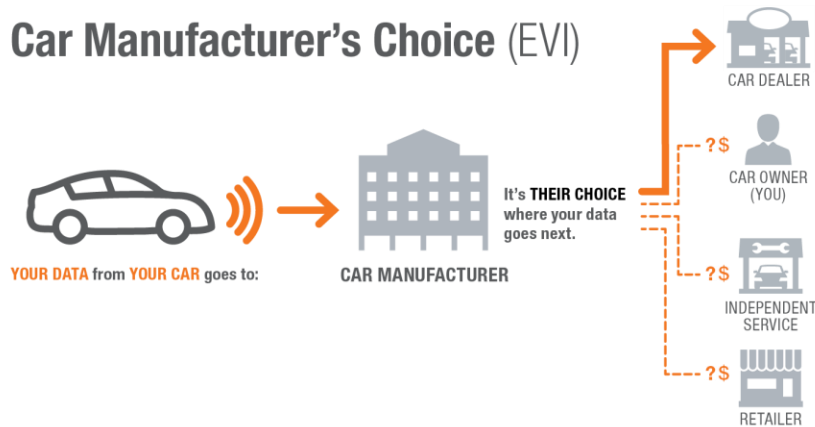 Car Manufacturer's Choice (EVI)
CAR DEALER
?$
CAR OWNER
(YOU)
It's THEIR CHOICE
where your data
goes next.
YOUR DATA from YOUR CAR goes to:
CAR MANUFACTURER
?$
INDEPENDENT
SERVICE
?$
RETAILER